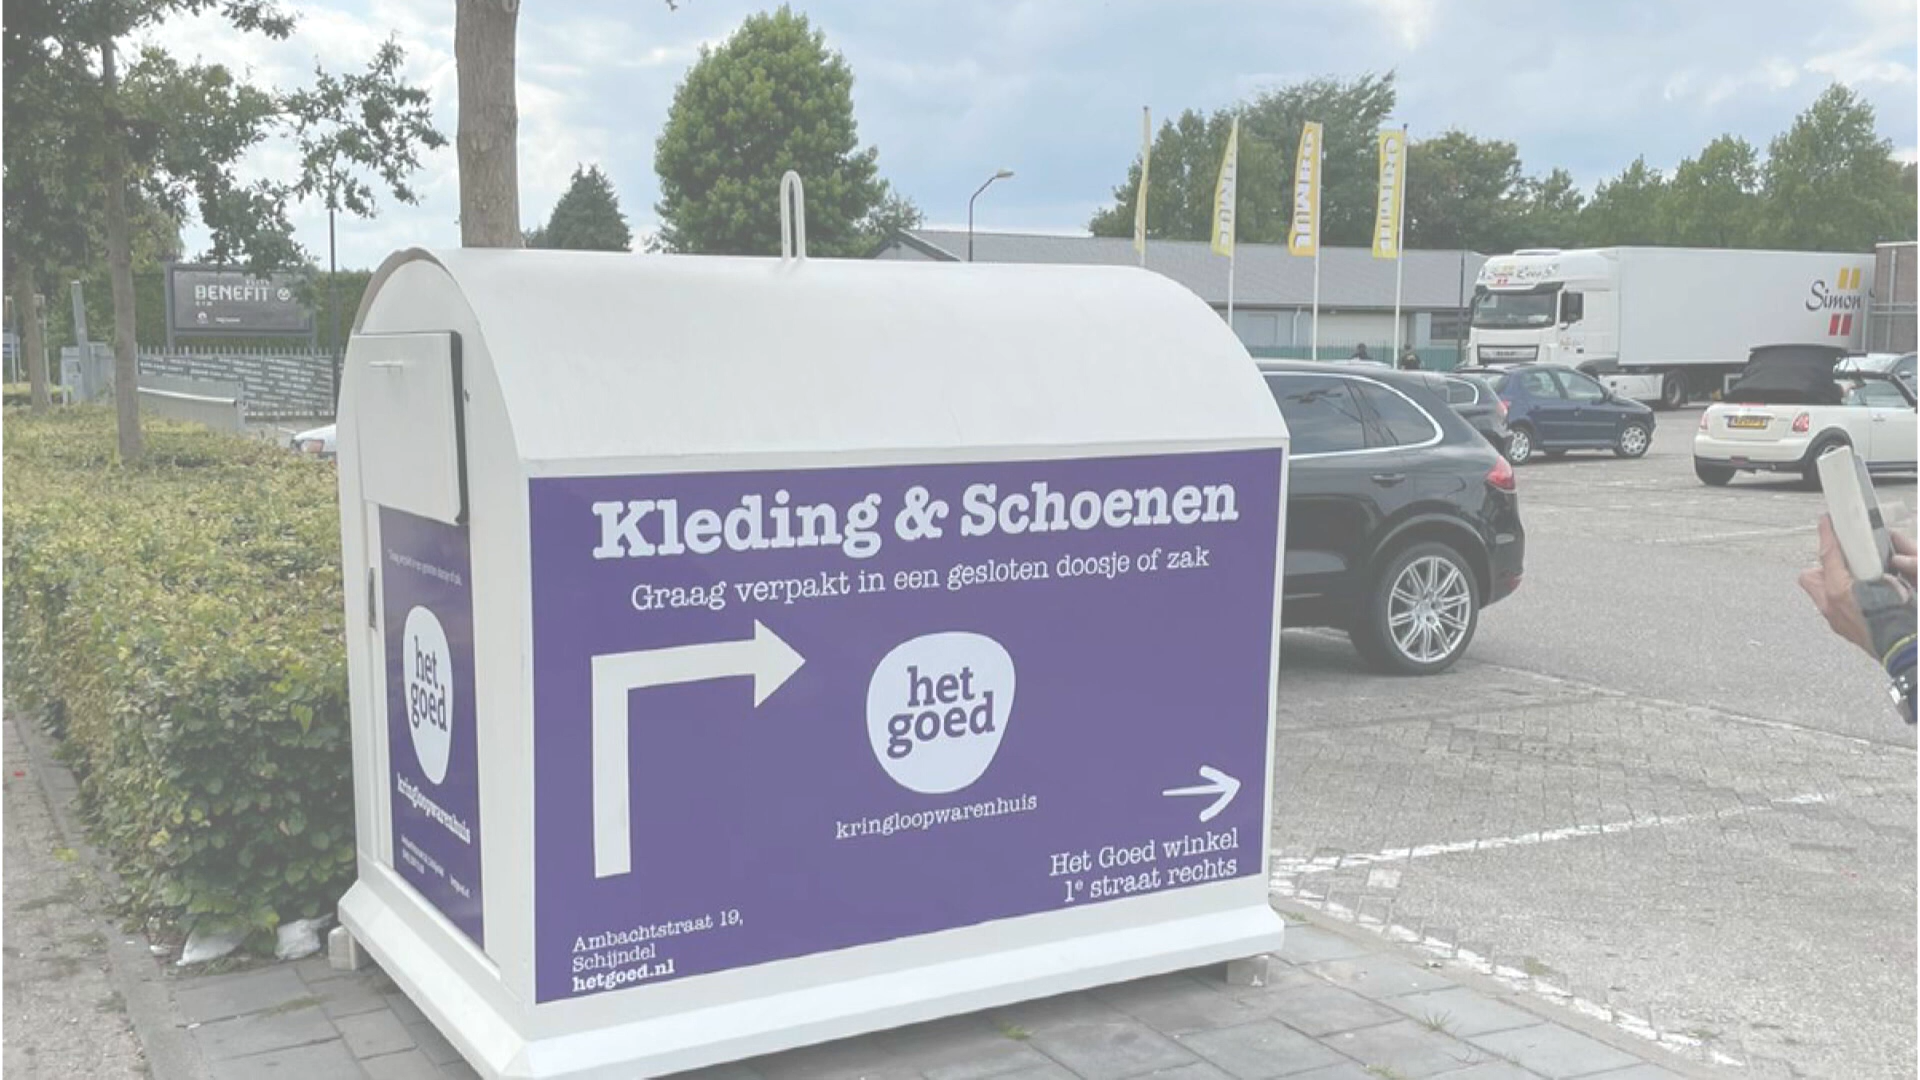 BENEFIT
Simon
Kleding & Schoenen
Graag verpakt in een gesloten doosje of zak
het
goed
kringloopwarenhuis
Het Goed winkel
1e straat rechts
Ambachtstraat 19,
Schijndel
hetgoed.nl
het
goed
kringloopwarenhuis